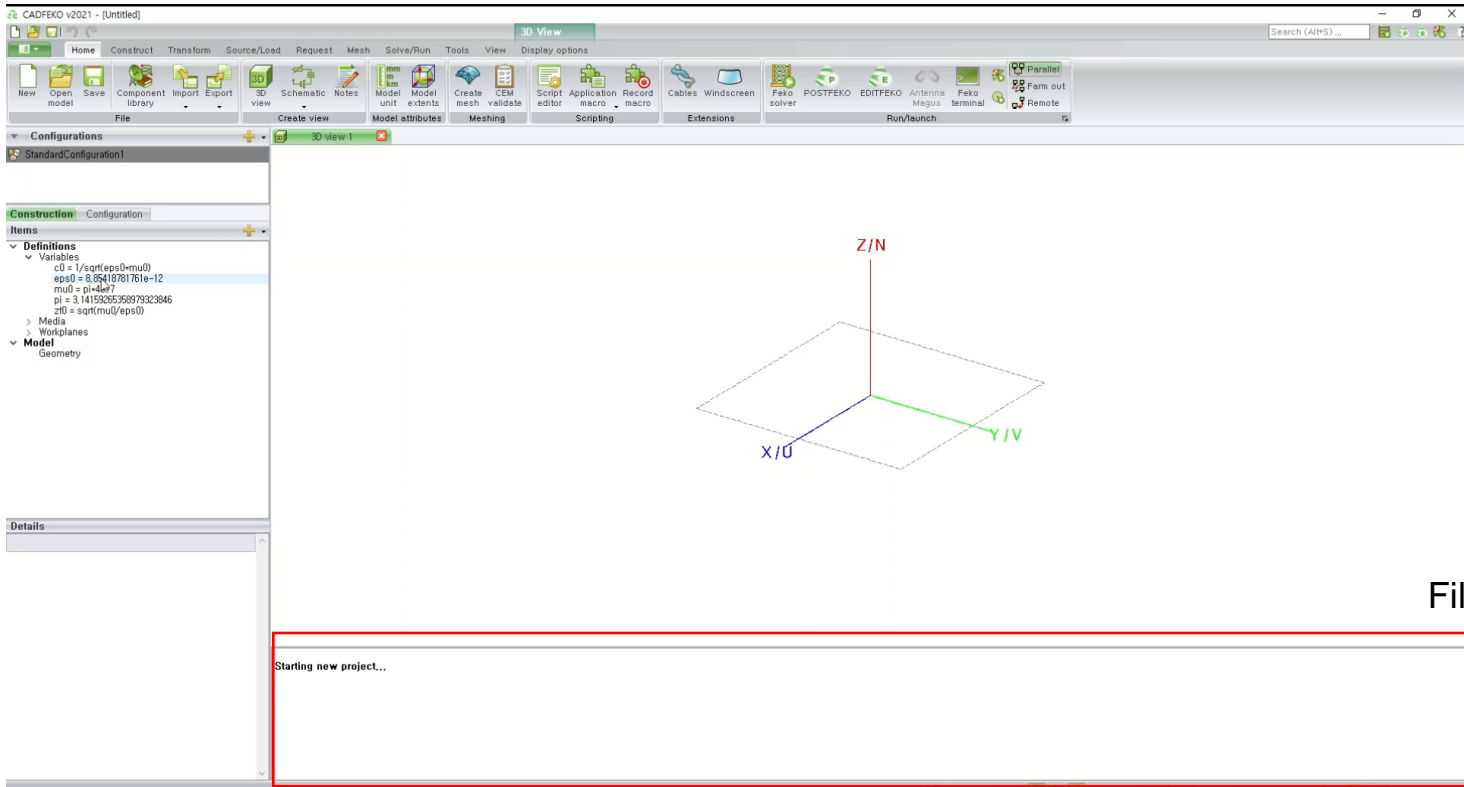 CADFEKO v2021 - [Untitled]
3D View
Search (Alt+S) ...
Home Construct Transform Source/Load Request Mesh Solve/Run Tools View Display options
New Open model Save Component library Import Export 3D view Schematic Notes Model unit Model extents Create mesh CEM validate Script editor Application macro Record macro Cables Windscreen Feko solver POSTFEKO EDITFEKO Antenna Magus Feko terminal Parallel
Farm out
Remote
File Create view Model attributes Meshing Scripting Extensions Run/launch
Configurations
3D view 1
StandardConfiguration1
Construction Configuration
Items
Definitions
Variables
c0 = 1/sqrt(eps0*mu0)
eps0 = 8,85418781761e-12
mu0 = pi*4e-7
pi = 3,14159265358979323846
zf0 = sqrt(mu0/eps0)
Media
Workplanes
Model
Geometry
Z/N
Y/V
X/U
Details
Fil
Starting new project...